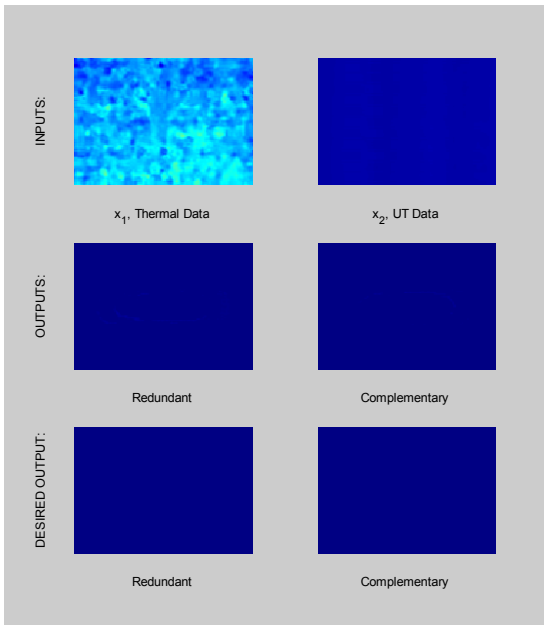 INPUTS:
x1, Thermal Data
x2, UT Data
OUTPUTS:
Redundant
Complementary
DESIRED OUTPUT:
Redundant
Complementary